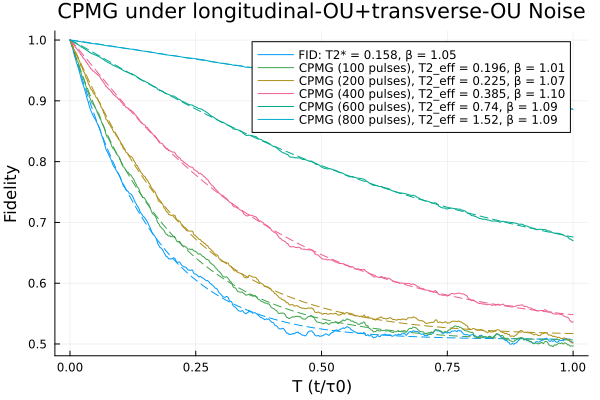 CPMG under longitudinal-OU+transverse-OU Noise
1.0
0.9
0.8
0.7
0.6
0.5
Fidelity
FID: T2* = 0.158, β = 1.05
CPMG (100 pulses), T2_eff = 0.196, β = 1.01
CPMG (200 pulses), T2_eff = 0.225, β = 1.07
CPMG (400 pulses), T2_eff = 0.385, β = 1.10
CPMG (600 pulses), T2_eff = 0.74, β = 1.09
CPMG (800 pulses), T2_eff = 1.52, β = 1.09
0.00
0.25
0.50
0.75
1.00
T (t/τ0)